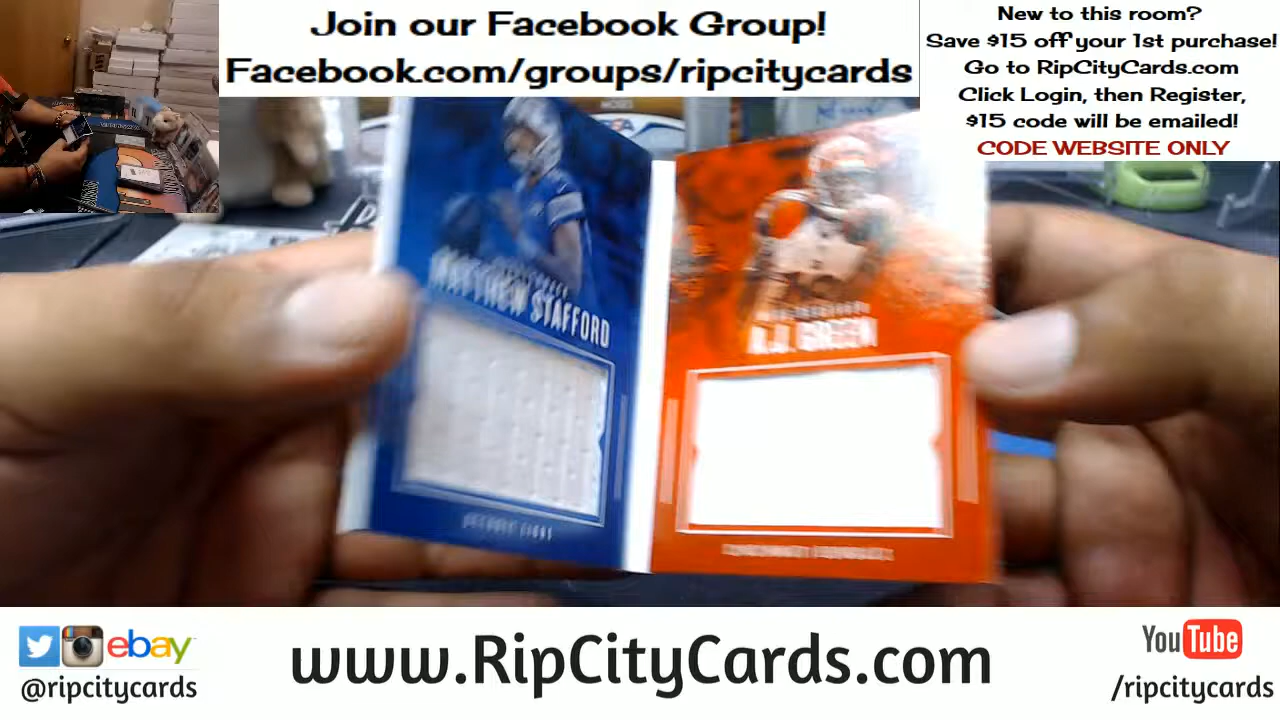 Join our Facebook Group!
Facebook.com/groups/ripcitycards
New to this room?
Save $15 off your 1st purchase!
Go to RipCityCards.com
Click Login, then Register,
$15 code will be emailed!
CODE WEBSITE ONLY
MATTHEW STAFFORD
DETROIT LIONS
A.J. GREEN
ebay
@ripcitycards
www.RipCityCards.com
YouTube
/ripcitycards